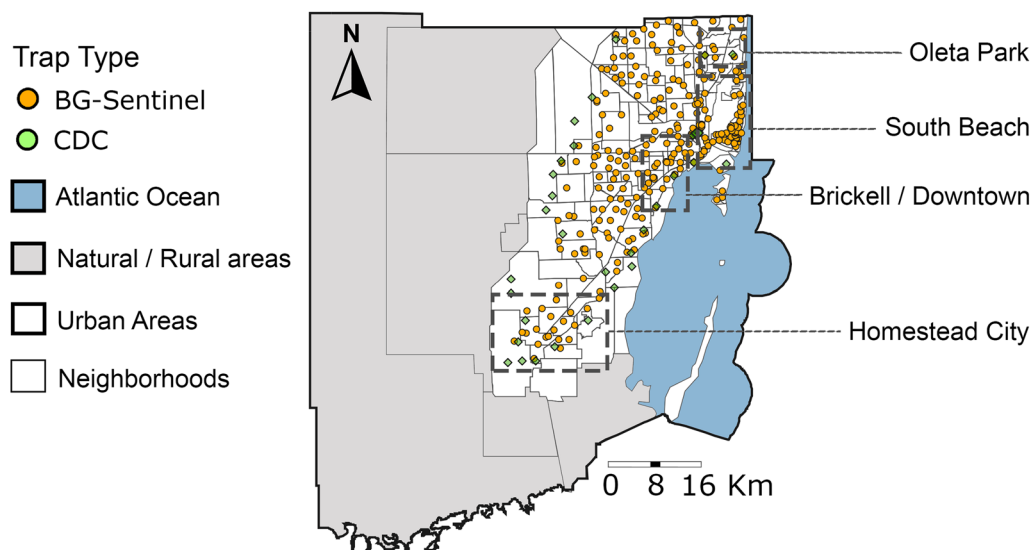 Trap Type
BG-Sentinel
CDC
Atlantic Ocean
Natural / Rural areas
Urban Areas
Neighborhoods
N
Oleta Park
South Beach
Brickell / Downtown
Homestead City
0 8 16 Km